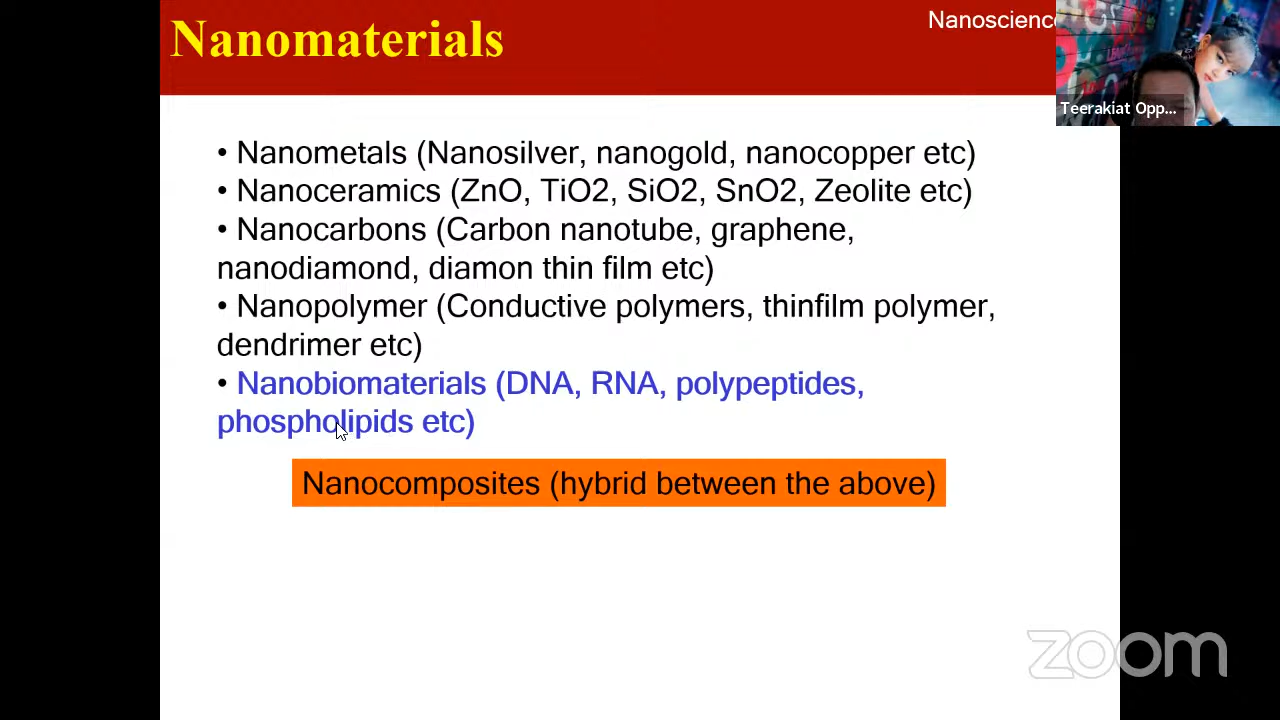 Nanomaterials
Nanoscience
Teerakiat Opp...
• Nanometals (Nanosilver, nanogold, nanocopper etc)
• Nanoceramics (ZnO, TiO2, SiO2, SnO2, Zeolite etc)
• Nanocarbons (Carbon nanotube, graphene,
nanodiamond, diamon thin film etc)
• Nanopolymer (Conductive polymers, thinfilm polymer,
dendrimer etc)
• Nanobiomaterials (DNA, RNA, polypeptides,
phospholipids etc)
Nanocomposites (hybrid between the above)
zoom